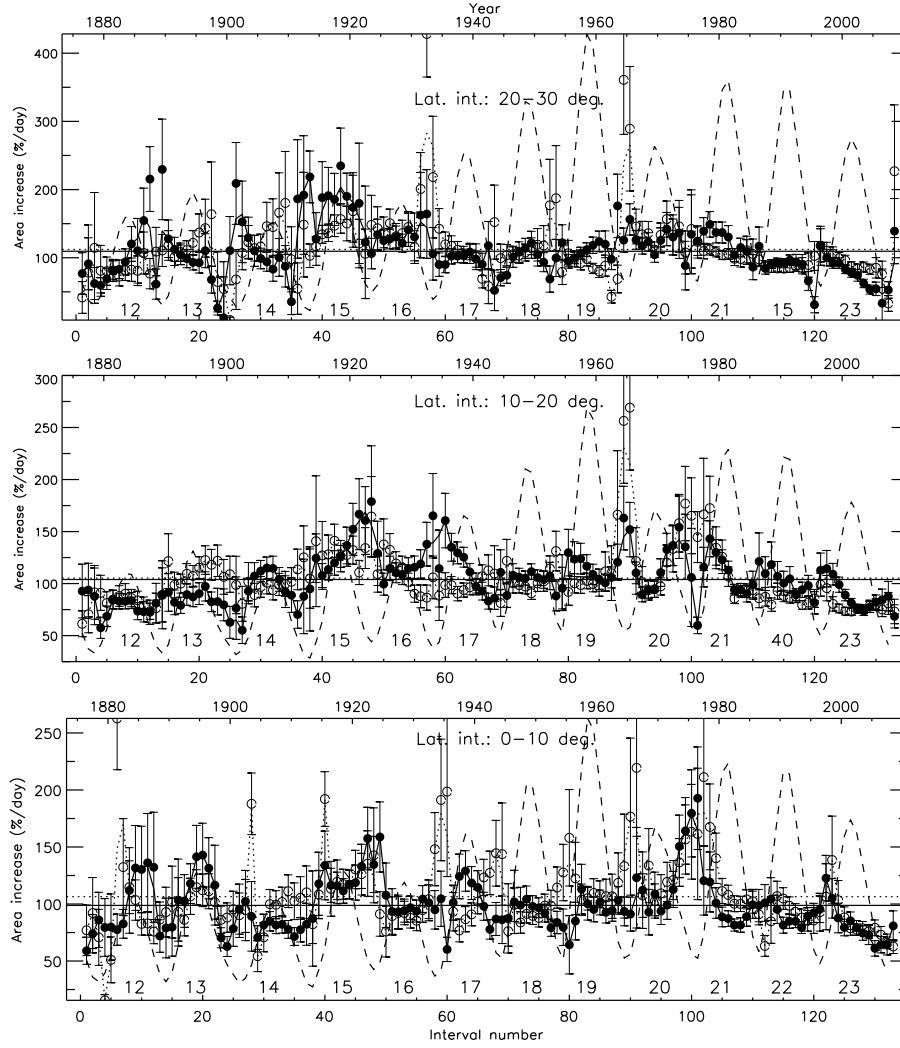 Year
1880 1900 1920 1940 1960 1980 2000
400
Lat. int.: 20-30 deg.
300
200
100
Area increase (%/day)
12 13 14 15 16 17 18 19 20 21 15 23
0 20 40 60 80 100 120
1880 1900 1920 1940 1960 1980 2000
300
Lat. int.: 10-20 deg.
250
200
150
100
50
Area increase (%/day)
12 13 14 15 16 17 18 19 20 21 40 23
0 20 40 60 80 100 120
1880 1900 1920 1940 1960 1980 2000
250
Lat. int.: 0-10 deg.
200
150
100
50
Area increase (%/day)
12 13 14 15 16 17 18 19 20 21 22 23
0 20 40 60 80 100 120
Interval number